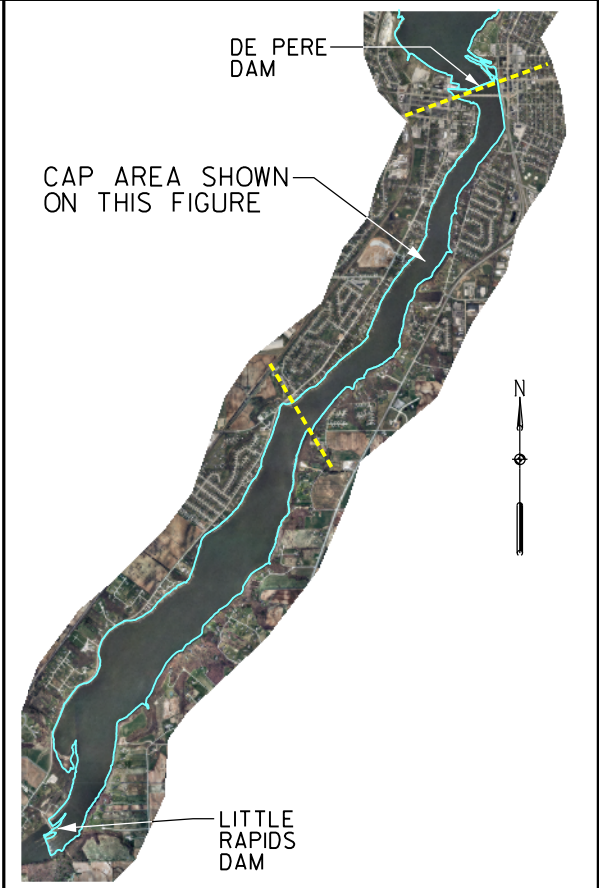 DE PERE
DAM
CAP AREA SHOWN
ON THIS FIGURE
N
LITTLE
RAPIDS
DAM